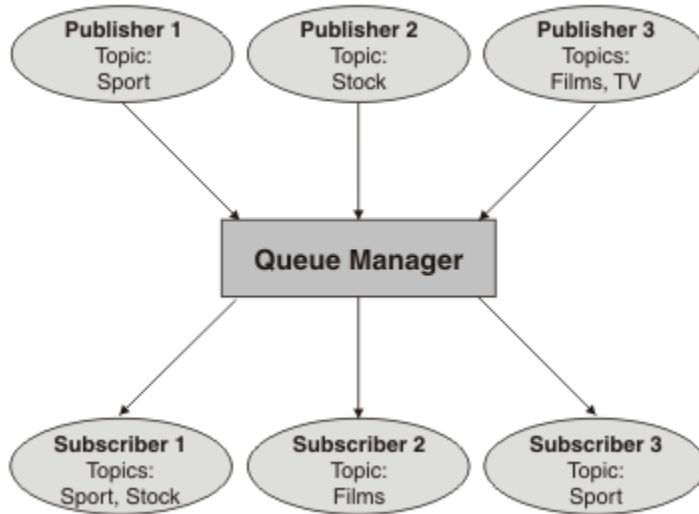 Publisher 1
Topic:
Sport
Publisher 2
Topic:
Stock
Publisher 3
Topics:
Films, TV
Queue Manager
Subscriber 1
Topics:
Sport, Stock
Subscriber 2
Topic:
Films
Subscriber 3
Topic:
Sport